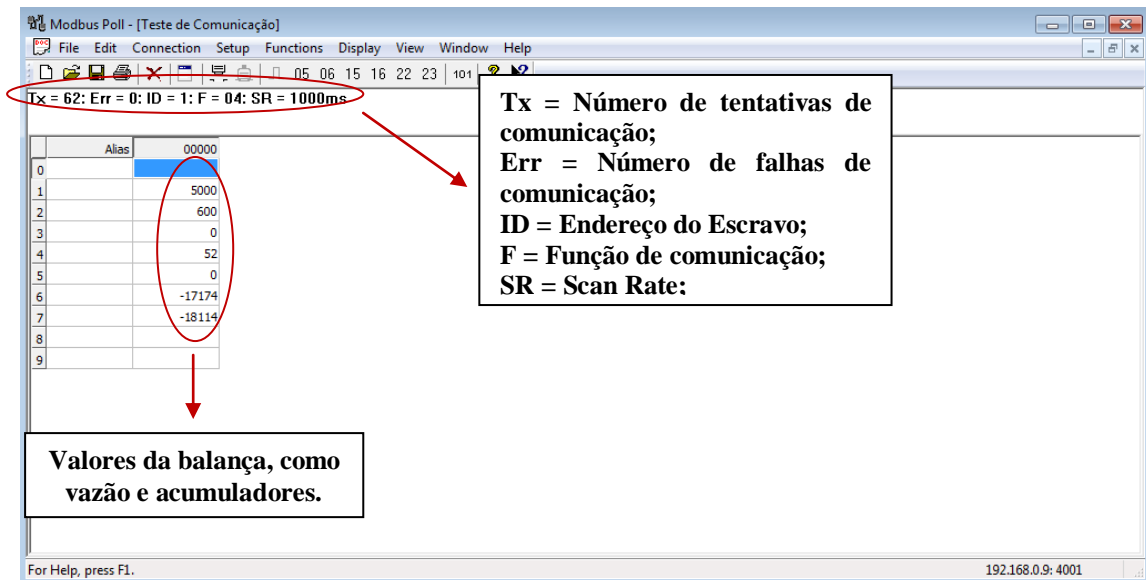 Modbus Poll - [Teste de Comunicação]
File Edit Connection Setup Functions Display View Window Help
05 06 15 16 22 23 101
Tx = 62: Err = 0: ID = 1: F = 04: SR = 1000ms
Tx = Número de tentativas de
comunicação;
Err = Número de falhas de
comunicação;
ID = Endereço do Escravo;
F = Função de comunicação;
SR = Scan Rate;
Alias 00000
0
1 5000
2 600
3 0
4 52
5 0
6 -17174
7 -18114
8
9
Valores da balança, como
vazão e acumuladores.
For Help, press F1. 192.168.0.9: 4001